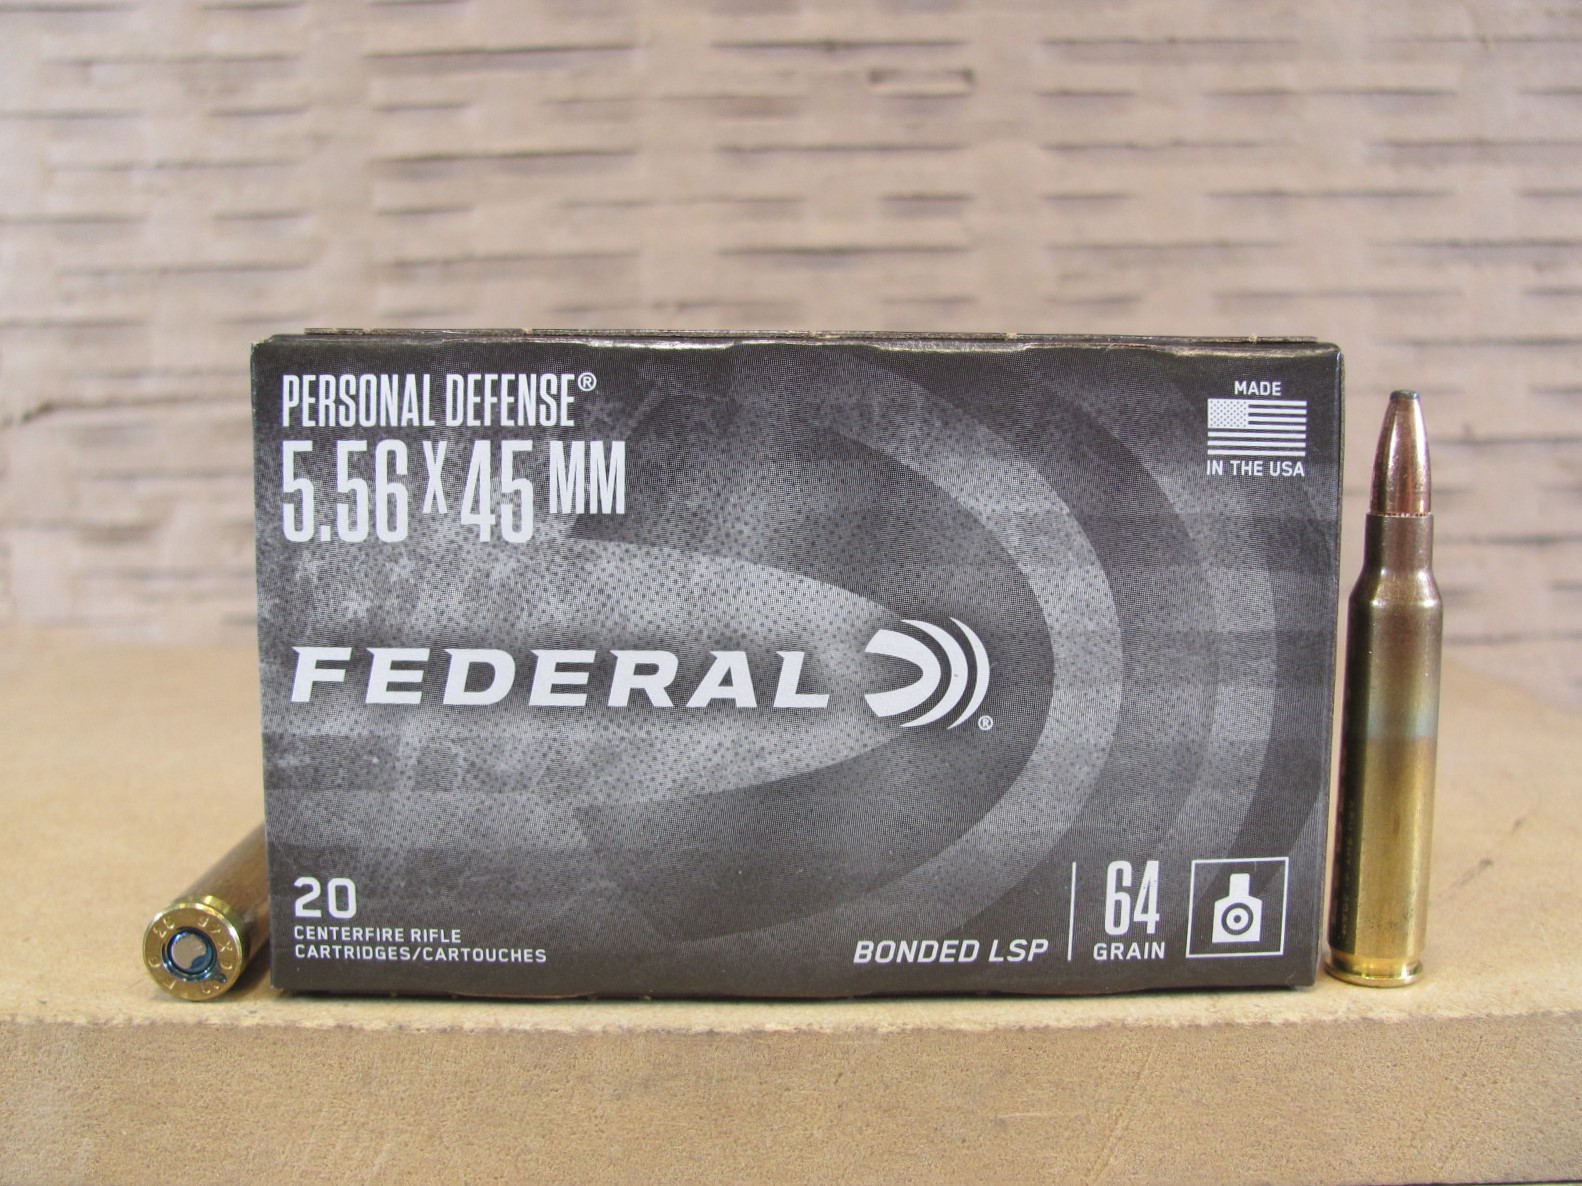 PERSONAL DEFENSE®
5.56 X 45 MM
MADE
IN THE USA
FEDERAL®
20
CENTERFIRE RIFLE
CARTRIDGES/CARTOUCHES
BONDED LSP
64
GRAIN